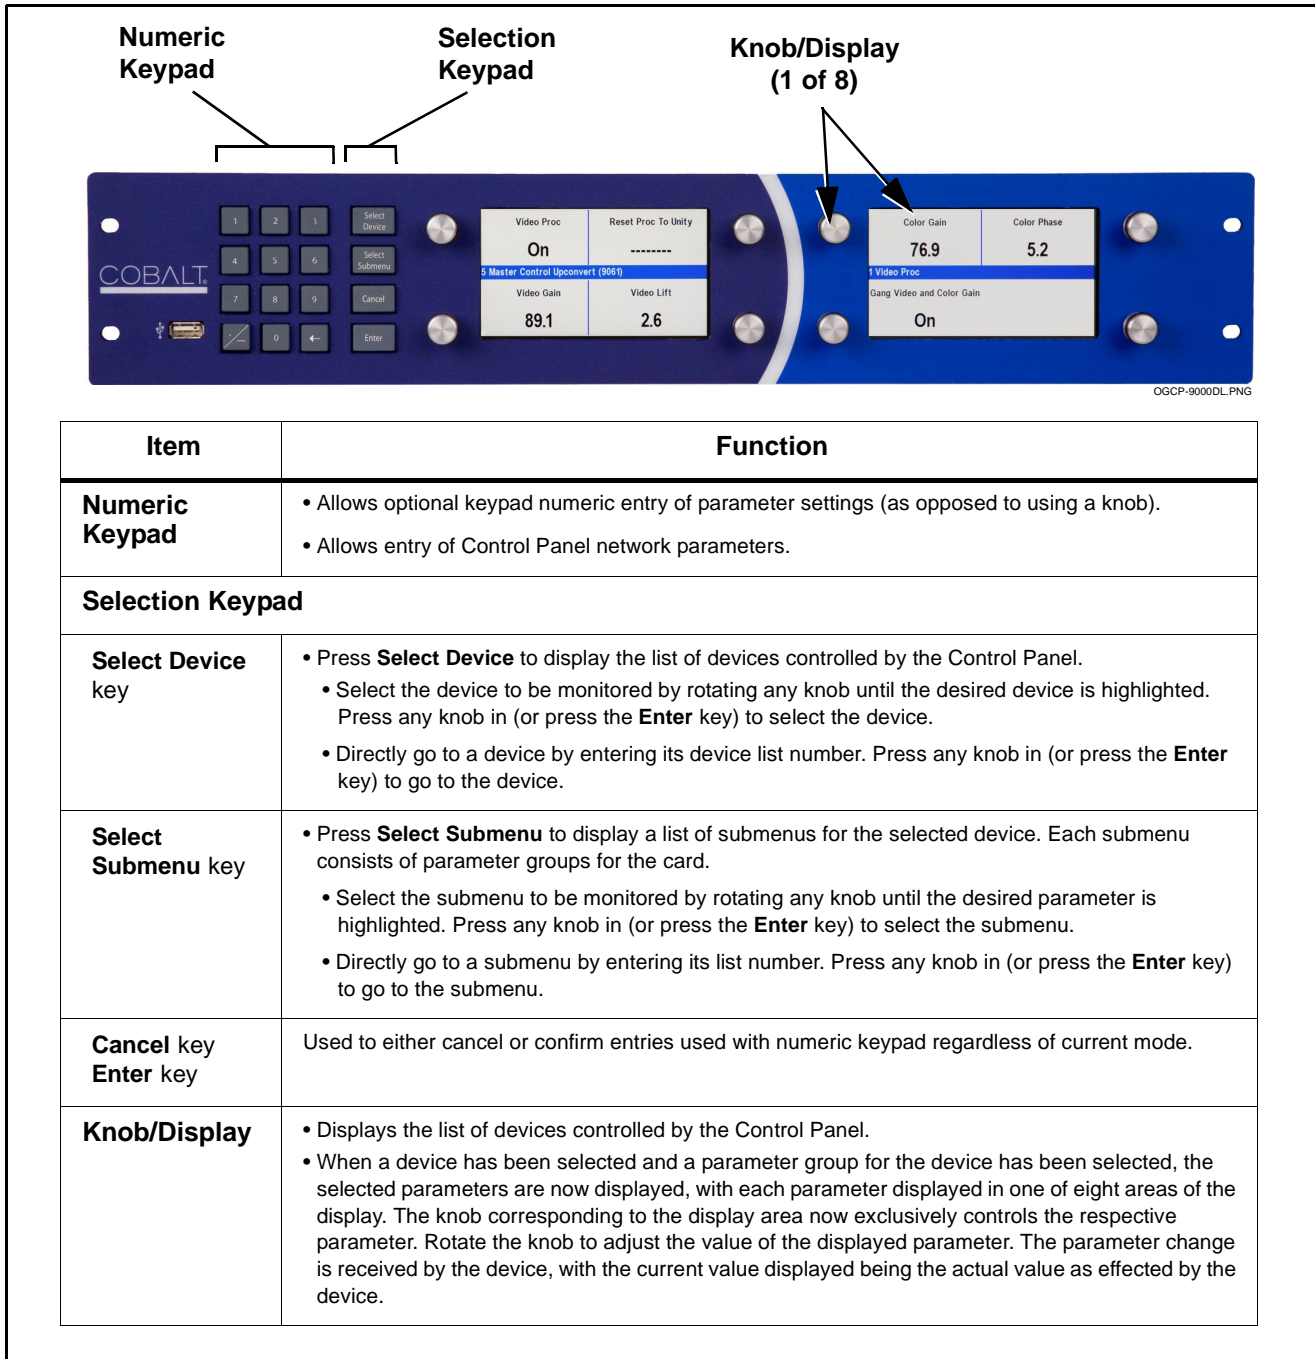 Numeric
Keypad
Selection
Keypad
Knob/Display
(1 of 8)
COBALT
1 2 3
4 5 6
7 8 9
0
Select
Device
Select
Submenu
Cancel
Enter
Video Proc
On
Reset Proc To Unity
--------
5 Master Control Upconvert (9061)
Video Gain
89.1
Video Lift
2.6
Color Gain
76.9
Color Phase
5.2
1 Video Proc
Gang Video and Color Gain
On
OGCP-9000DL.PNG
Item Function
Numeric
Keypad
• Allows optional keypad numeric entry of parameter settings (as opposed to using a knob).
• Allows entry of Control Panel network parameters.
Selection Keypad
Select Device
key
• Press Select Device to display the list of devices controlled by the Control Panel.
• Select the device to be monitored by rotating any knob until the desired device is highlighted.
Press any knob in (or press the Enter key) to select the device.
• Directly go to a device by entering its device list number. Press any knob in (or press the Enter
key) to go to the device.
Select
Submenu key
• Press Select Submenu to display a list of submenus for the selected device. Each submenu
consists of parameter groups for the card.
• Select the submenu to be monitored by rotating any knob until the desired parameter is
highlighted. Press any knob in (or press the Enter key) to select the submenu.
• Directly go to a submenu by entering its list number. Press any knob in (or press the Enter key)
to go to the submenu.
Cancel key
Enter key
Used to either cancel or confirm entries used with numeric keypad regardless of current mode.
Knob/Display
• Displays the list of devices controlled by the Control Panel.
• When a device has been selected and a parameter group for the device has been selected, the
selected parameters are now displayed, with each parameter displayed in one of eight areas of the
display. The knob corresponding to the display area now exclusively controls the respective
parameter. Rotate the knob to adjust the value of the displayed parameter. The parameter change
is received by the device, with the current value displayed being the actual value as effected by the
device.